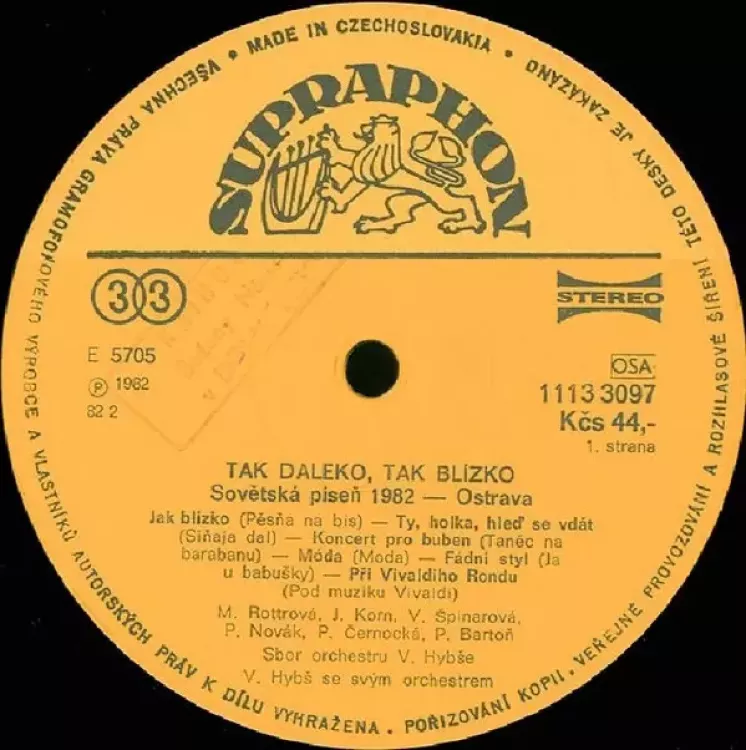 VŠECHNA PRÁVA GRAMOFONOVÉHO VÝROBCE A VLASTNÍKŮ AUTORSKÝCH PRÁV K DÍLU VYHRAŽENA. POŘIZOVÁNÍ KOPIÍ, VEŘEJNÉ PROVOZOVÁNÍ A ROZHLASOVÉ ŠÍŘENÍ TÉTO DESKY JE ZAKÁZÁNO
• MADE IN CZECHOSLOVAKIA •
SUPRAPHON
33
STEREO
E 5705
Ⓟ 1982
82 2
OSA
1113 3097
Kčs 44,-
1. strana
TAK DALEKO, TAK BLÍZKO
Sovětská píseň 1982 — Ostrava
Jak blízko (Pěsňa na bis) — Ty, holka, hleď se vdát
(Siňaja dal) — Koncert pro buben (Taněc na
barabanu) — Móda (Moda) — Fádní styl (Ja
u babušky) — Při Vivaldiho Rondu
(Pod muziku Vivaldi)
M. Rottrová, J. Korn, V. Špinarová,
P. Novák, P. Černocká, P. Bartoň
Sbor orchestru V. Hybše
V. Hybš se svým orchestrem